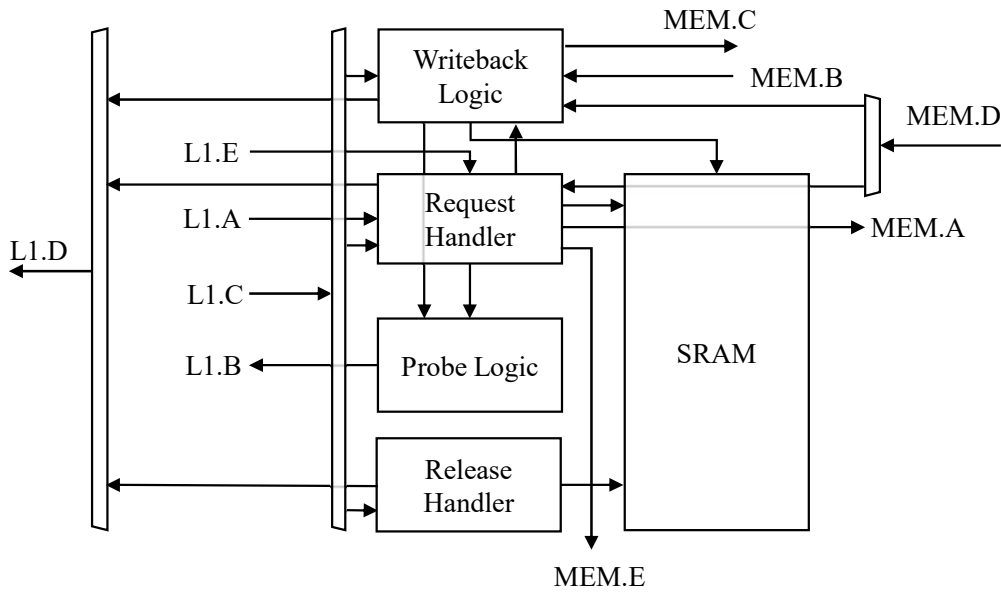 MEM.C
Writeback
Logic
MEM.B
MEM.D
L1.E
L1.A
Request
Handler
MEM.A
L1.D
L1.C
L1.B
Probe Logic
SRAM
Release
Handler
MEM.E